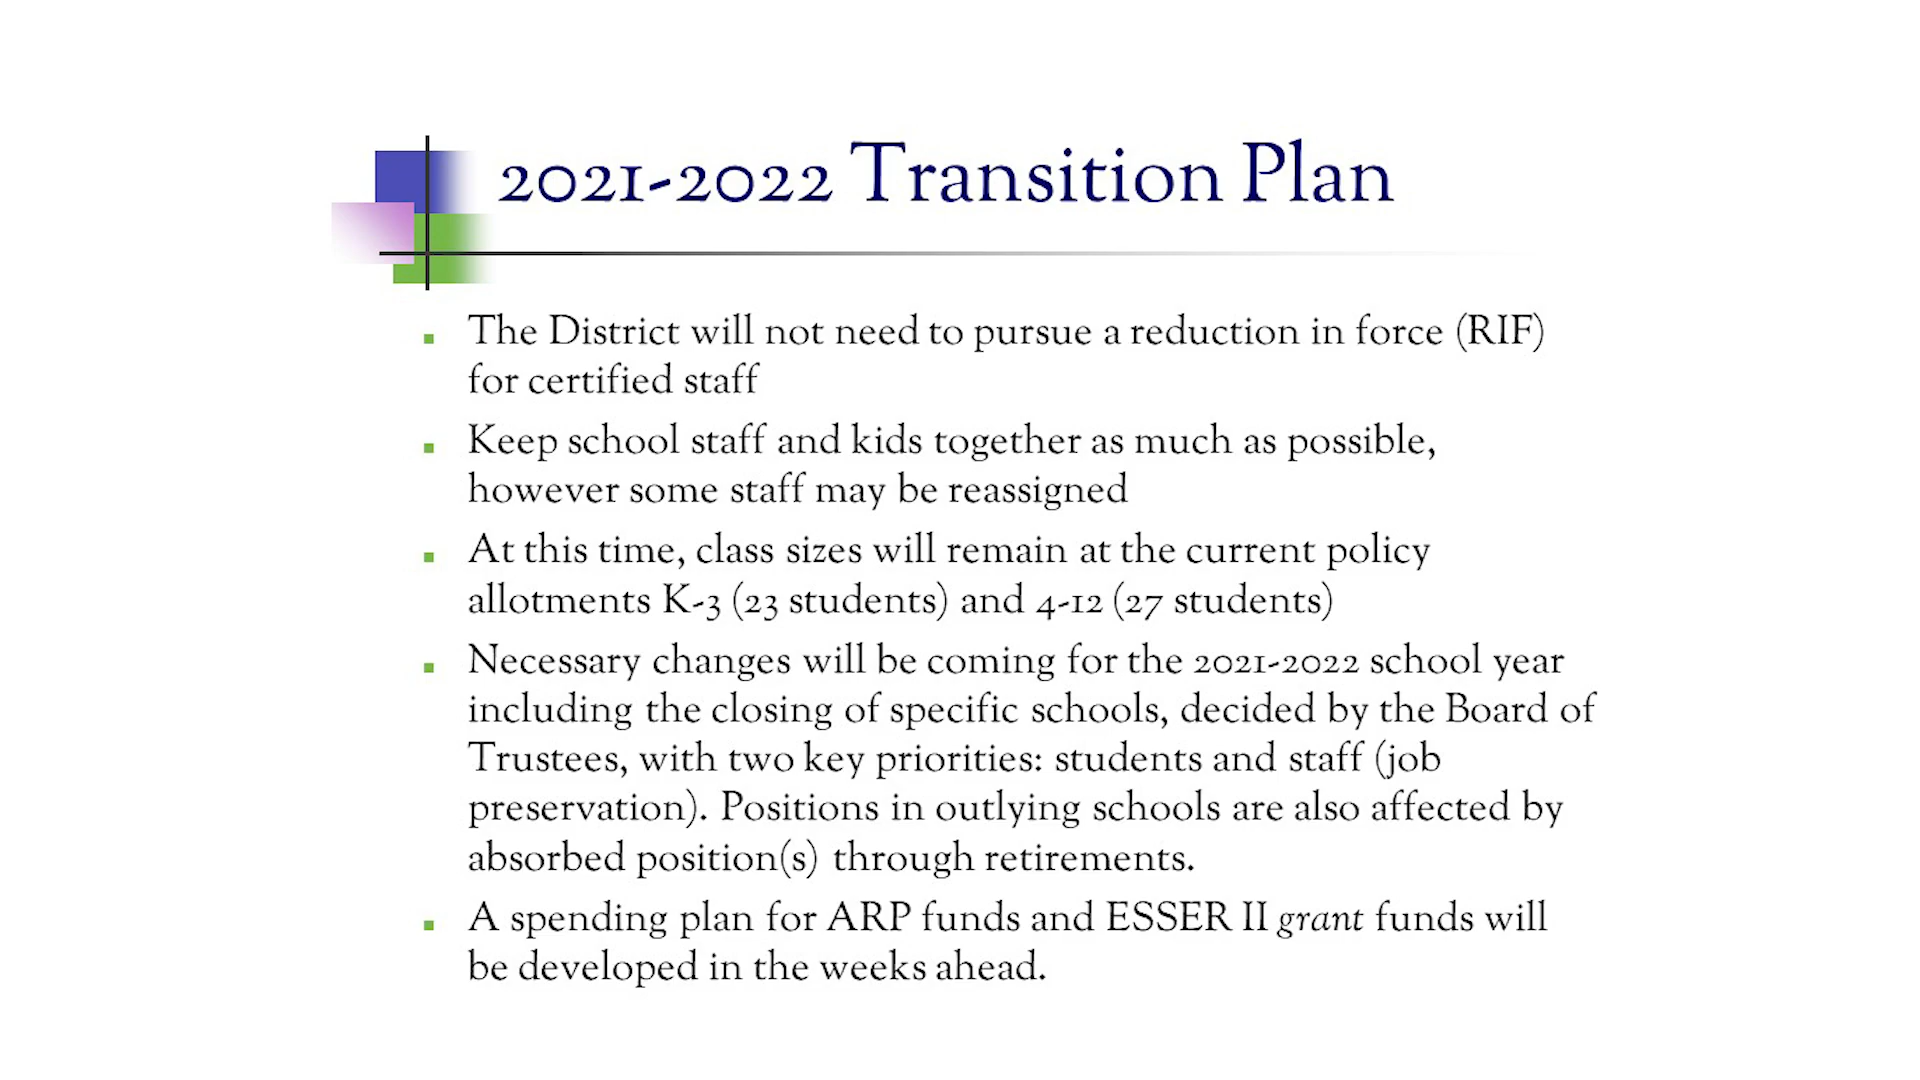 2021-2022 Transition Plan
The District will not need to pursue a reduction in force (RIF)
for certified staff
Keep school staff and kids together as much as possible,
however some staff may be reassigned
At this time, class sizes will remain at the current policy
allotments K-3 (23 students) and 4-12 (27 students)
Necessary changes will be coming for the 2021-2022 school year
including the closing of specific schools, decided by the Board of
Trustees, with two key priorities: students and staff (job
preservation). Positions in outlying schools are also affected by
absorbed position(s) through retirements.
A spending plan for ARP funds and ESSER II grant funds will
be developed in the weeks ahead.